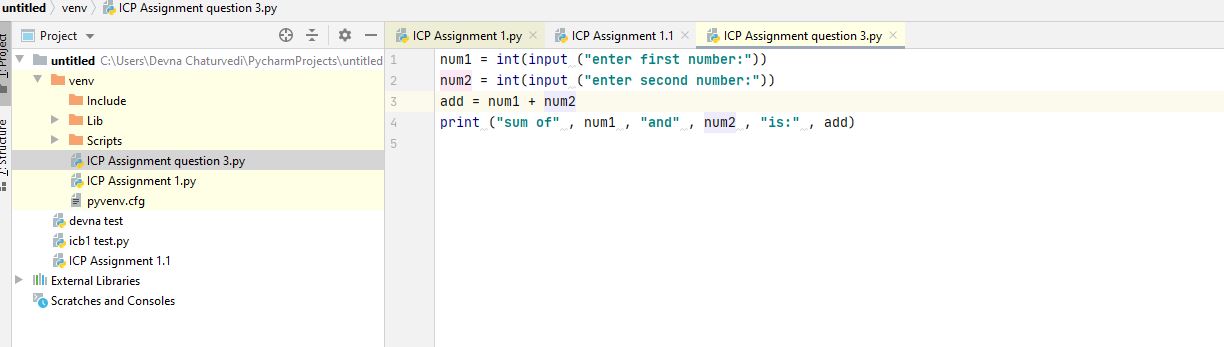 untitled 〉 venv 〉 ICP Assignment question 3.py
Project
ICP Assignment 1.py × ICP Assignment 1.1 × ICP Assignment question 3.py ×
1: Project
Z: Structure
untitled C:\Users\Devna Chaturvedi\PycharmProjects\untitled
venv
Include
Lib
Scripts
ICP Assignment question 3.py
ICP Assignment 1.py
pyvenv.cfg
devna test
icb1 test.py
ICP Assignment 1.1
External Libraries
Scratches and Consoles
1 num1 = int(input ("enter first number:"))
2 num2 = int(input ("enter second number:"))
3 add = num1 + num2
4 print ("sum of" , num1 , "and" , num2 , "is:" , add)
5